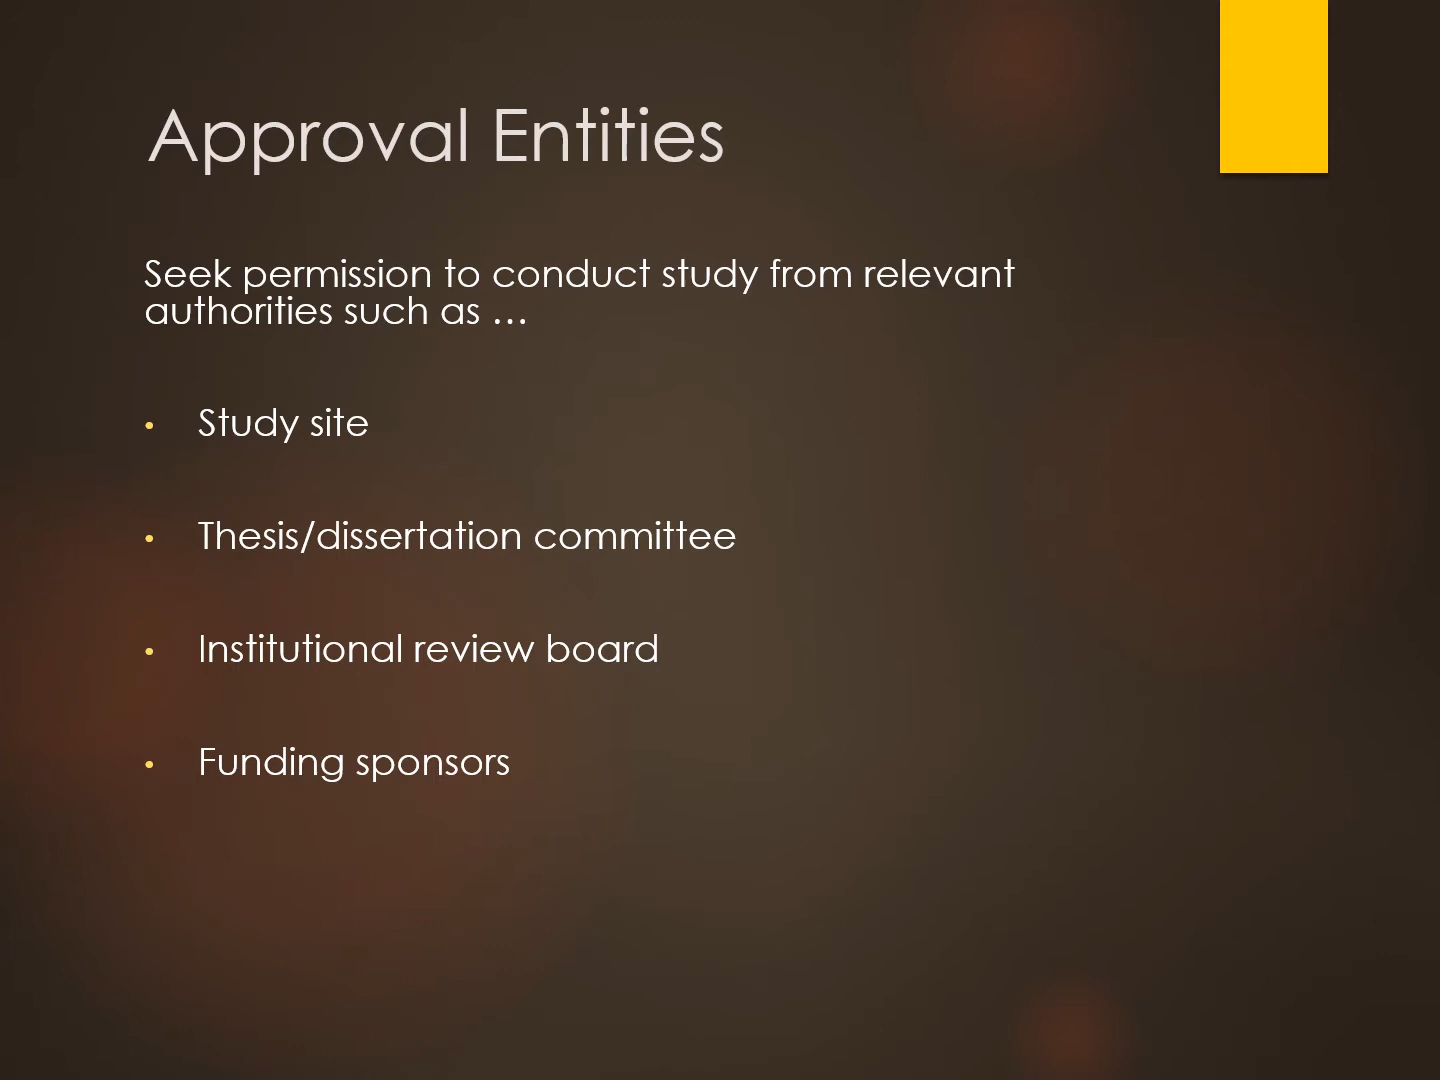 Approval Entities
Seek permission to conduct study from relevant
authorities such as …
• Study site
• Thesis/dissertation committee
• Institutional review board
• Funding sponsors